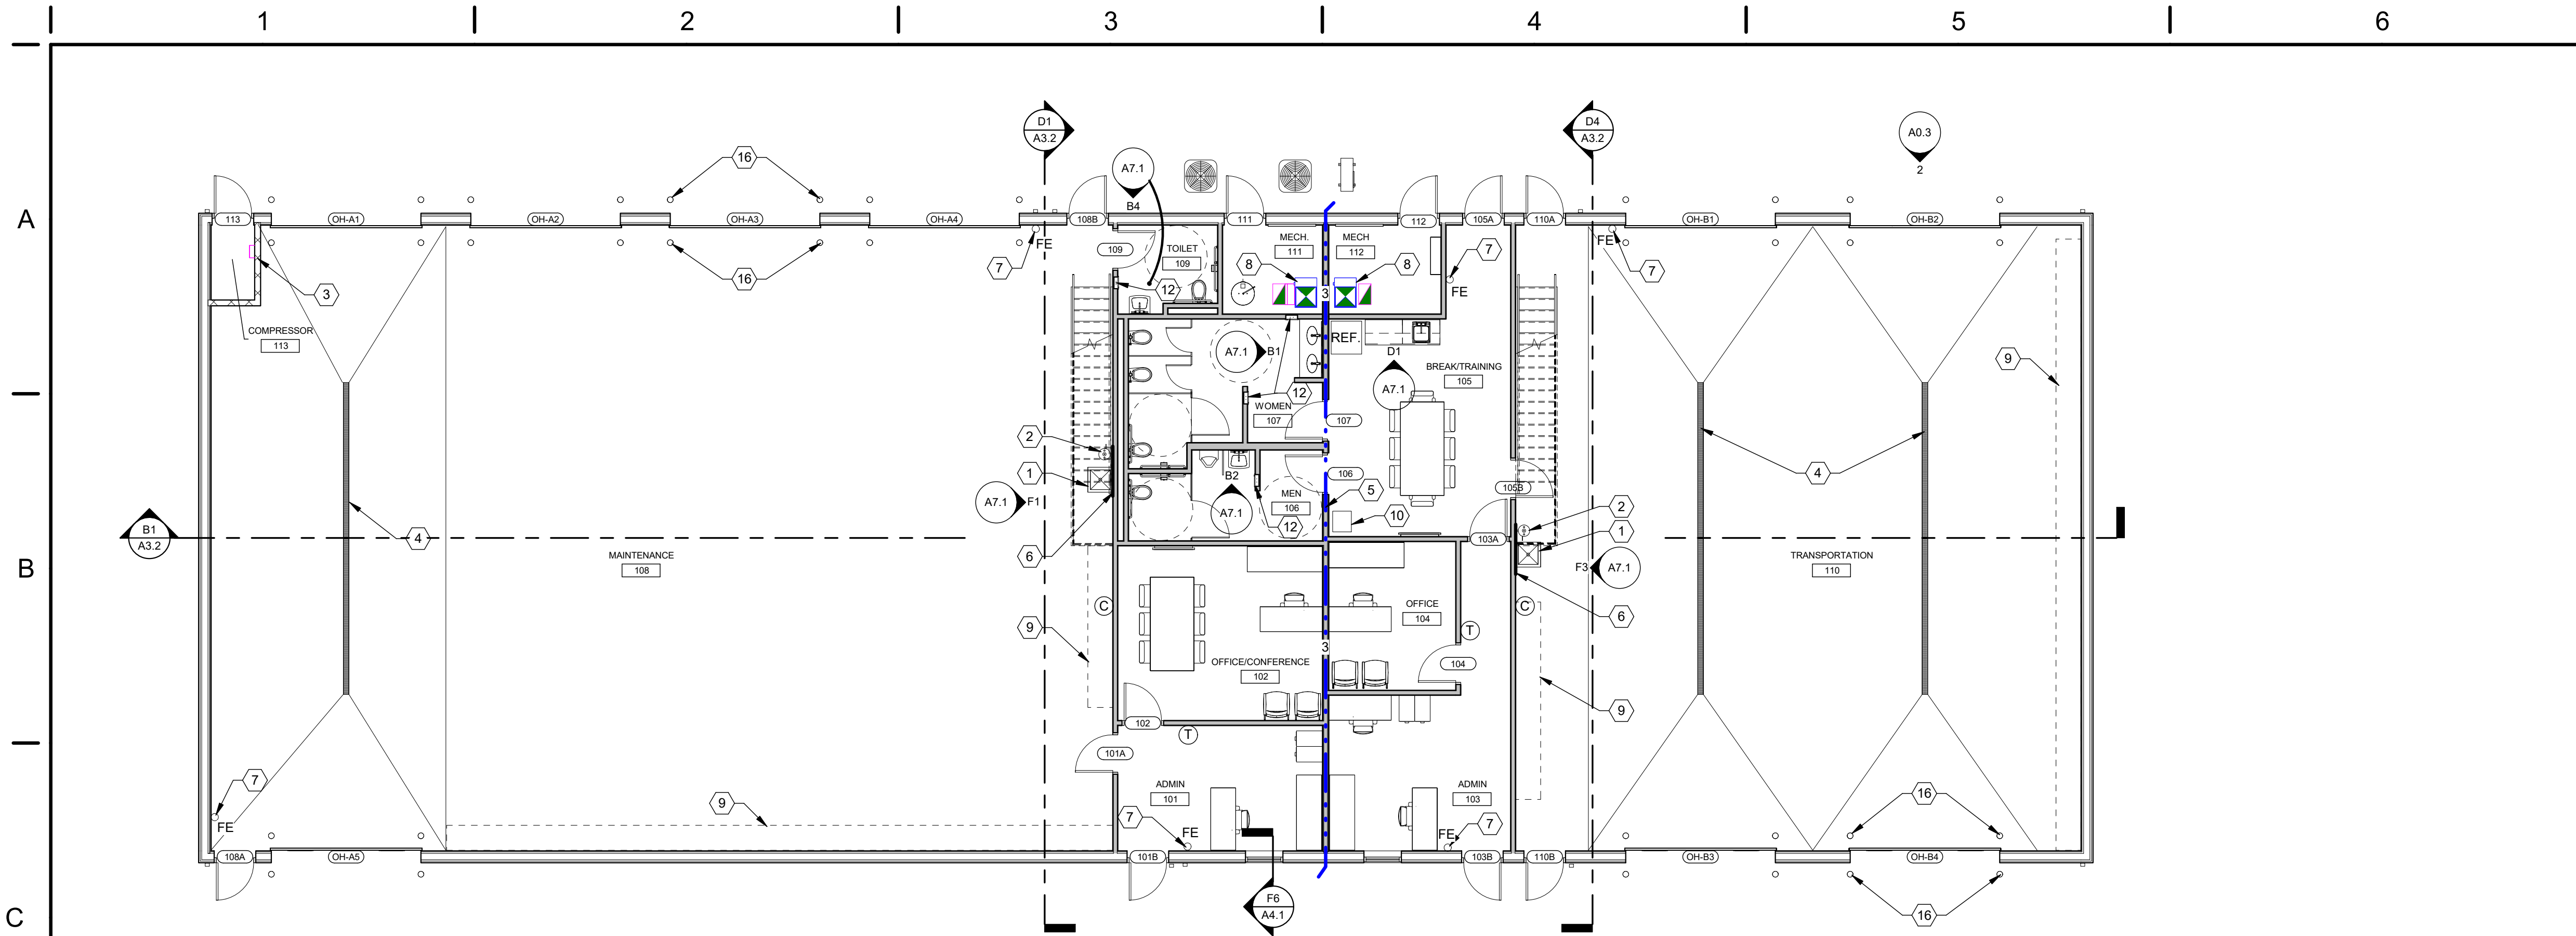 1 2 3 4 5 6
A
B
C
D1
A3.2
D4
A3.2
A0.3
2
16
A7.1
B4
113
OH-A1
OH-A2
OH-A3
OH-A4
108B
111
112
105A
110A
OH-B1
OH-B2
FE
7
16
109
TOILET
109
MECH.
111
MECH
112
8
8
7
FE
FE
7
3
12
3
COMPRESSOR
113
REF.
A7.1
B1
D1
A7.1
BREAK/TRAINING
105
9
12
WOMEN
107
107
2
1
A7.1
F1
B2
A7.1
106
MEN
106
12
5
10
105B
4
4
2
1
B1
A3.2
6
MAINTENANCE
108
103A
F3
A7.1
TRANSPORTATION
110
C
9
OFFICE
104
T
C
6
3
OFFICE/CONFERENCE
102
104
9
102
T
101A
7
FE
9
ADMIN
101
ADMIN
103
7
FE
FE
7
16
108A
OH-A5
101B
103B
110B
OH-B3
OH-B4
F6
A4.1
16